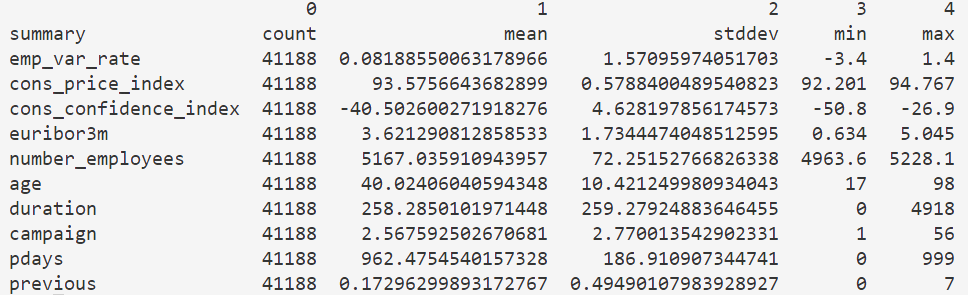 0 1 2 3 4
summary count mean stddev min max
emp_var_rate 41188 0.08188550063178966 1.57095974051703 -3.4 1.4
cons_price_index 41188 93.5756643682899 0.5788400489540823 92.201 94.767
cons_confidence_index 41188 -40.502600271918276 4.628197856174573 -50.8 -26.9
euribor3m 41188 3.621290812858533 1.7344474048512595 0.634 5.045
number_employees 41188 5167.035910943957 72.25152766826338 4963.6 5228.1
age 41188 40.02406040594348 10.421249980934043 17 98
duration 41188 258.2850101971448 259.27924883646455 0 4918
campaign 41188 2.567592502670681 2.770013542902331 1 56
pdays 41188 962.4754540157328 186.910907344741 0 999
previous 41188 0.17296299893172767 0.49490107983928927 0 7